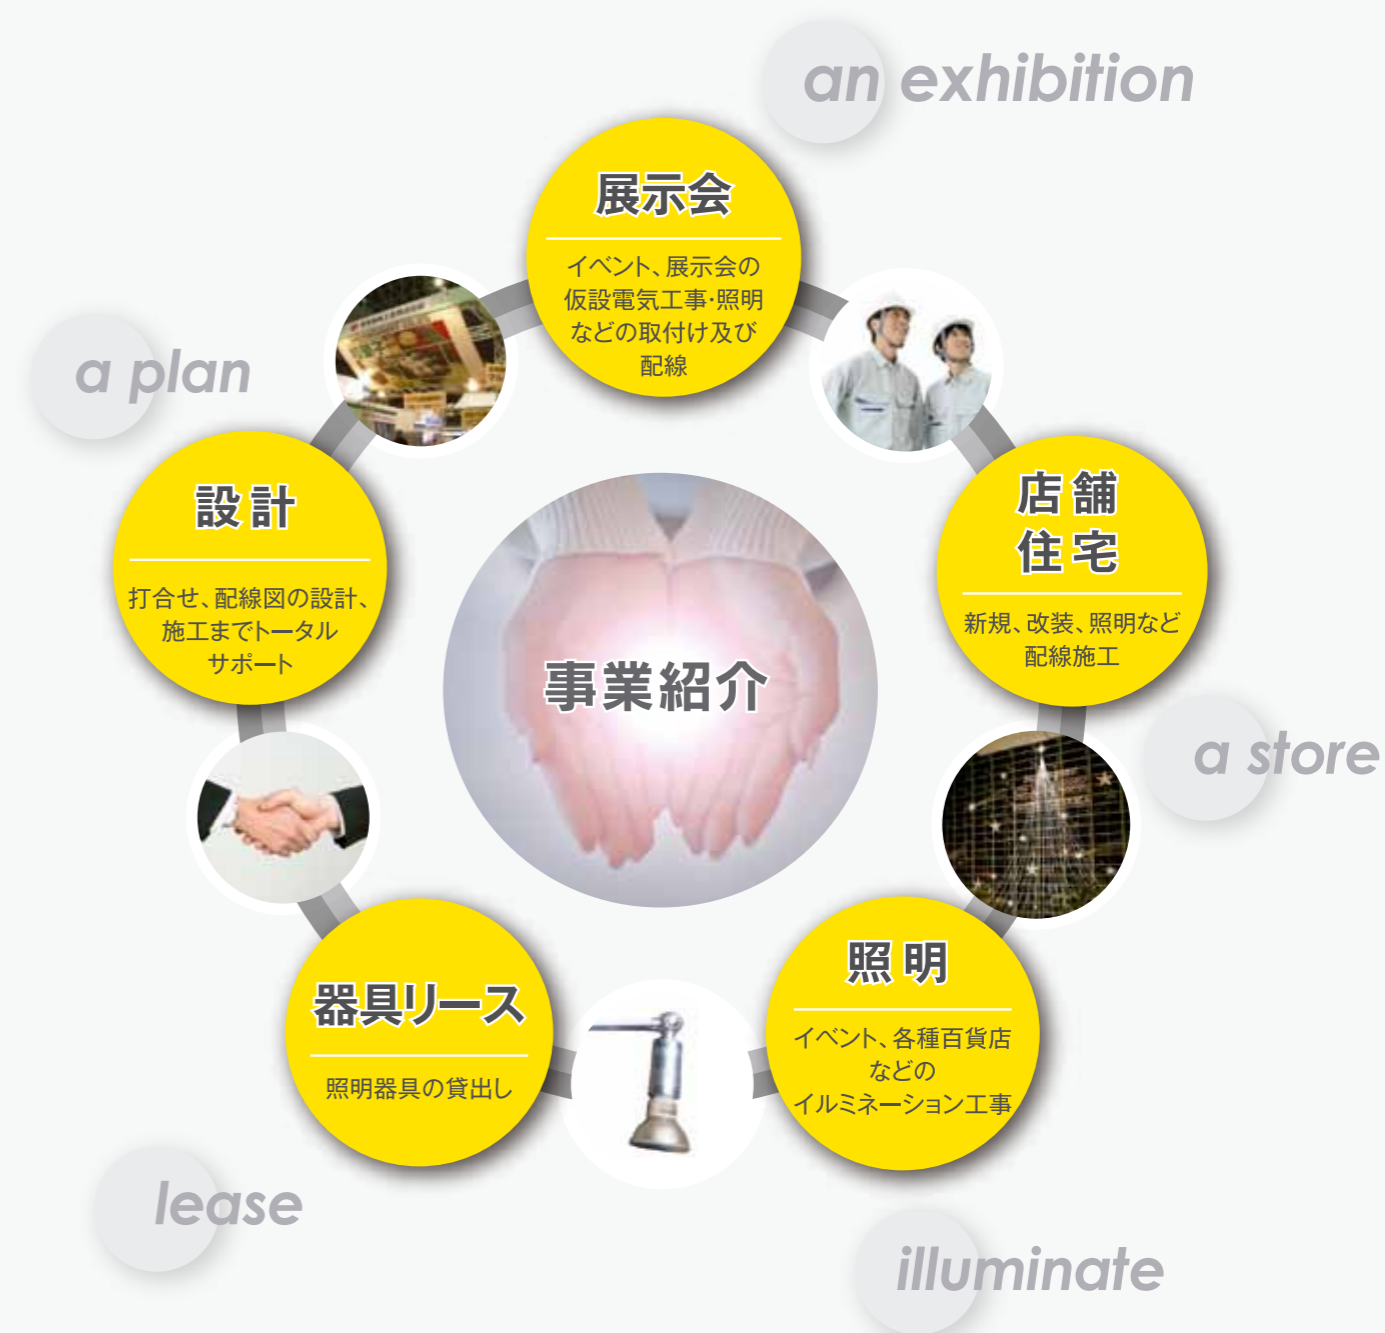 an exhibition
展示会
イベント、展示会の
仮設電気工事・照明
などの取付け及び
配線
a plan
設計
打合せ、配線図の設計、
施工までトータル
サポート
店舗
住宅
新規、改装、照明など
配線施工
事業紹介
a store
器具リース
照明器具の貸出し
照明
イベント、各種百貨店
などの
イルミネーション工事
lease
illuminate